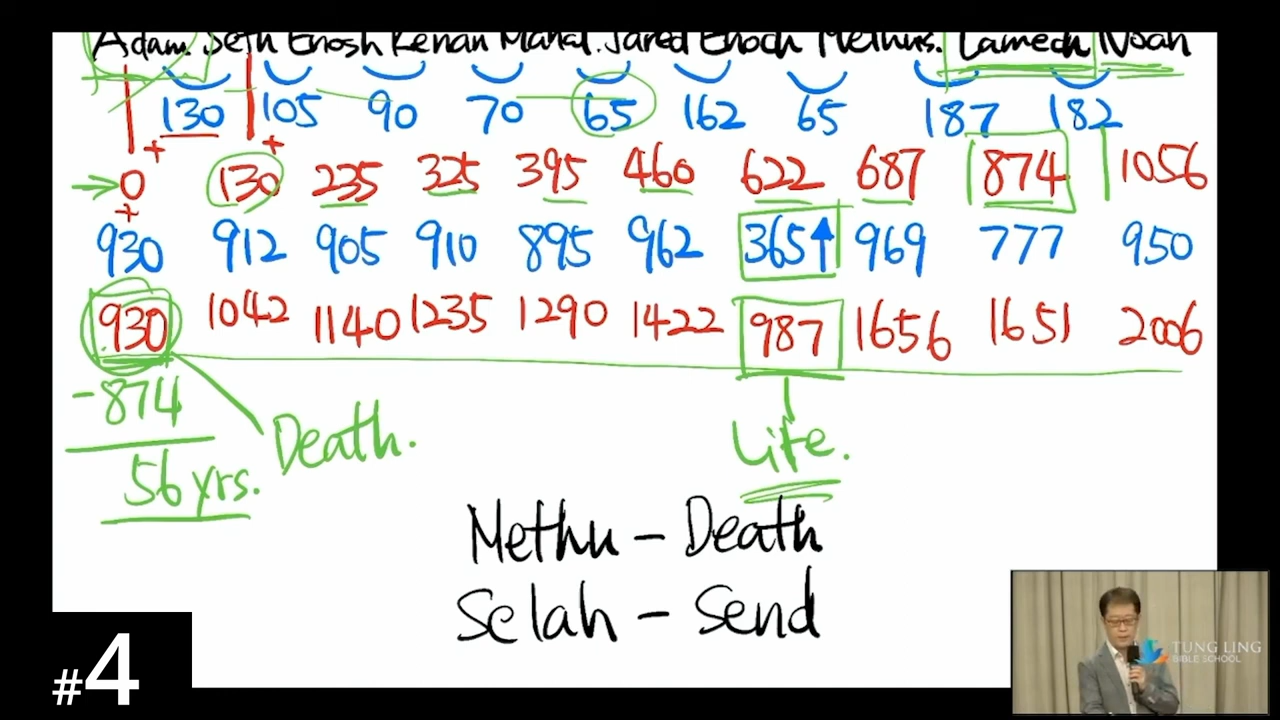 Adam Seth Enosh Kenan Mahal. Jared Enoch Methus. Lamech Noah
130 105 90 70 65 162 65 187 182
+ +
0 130 235 325 395 460 622 687 874 1056
+
930 912 905 910 895 962 365 969 777 950
930 1042 1140 1235 1290 1422 987 1656 1651 2006
-874
56 yrs.
Death.
Life.
Methu - Death
Selah - Send
#4
TUNG LING
BIBLE SCHOOL